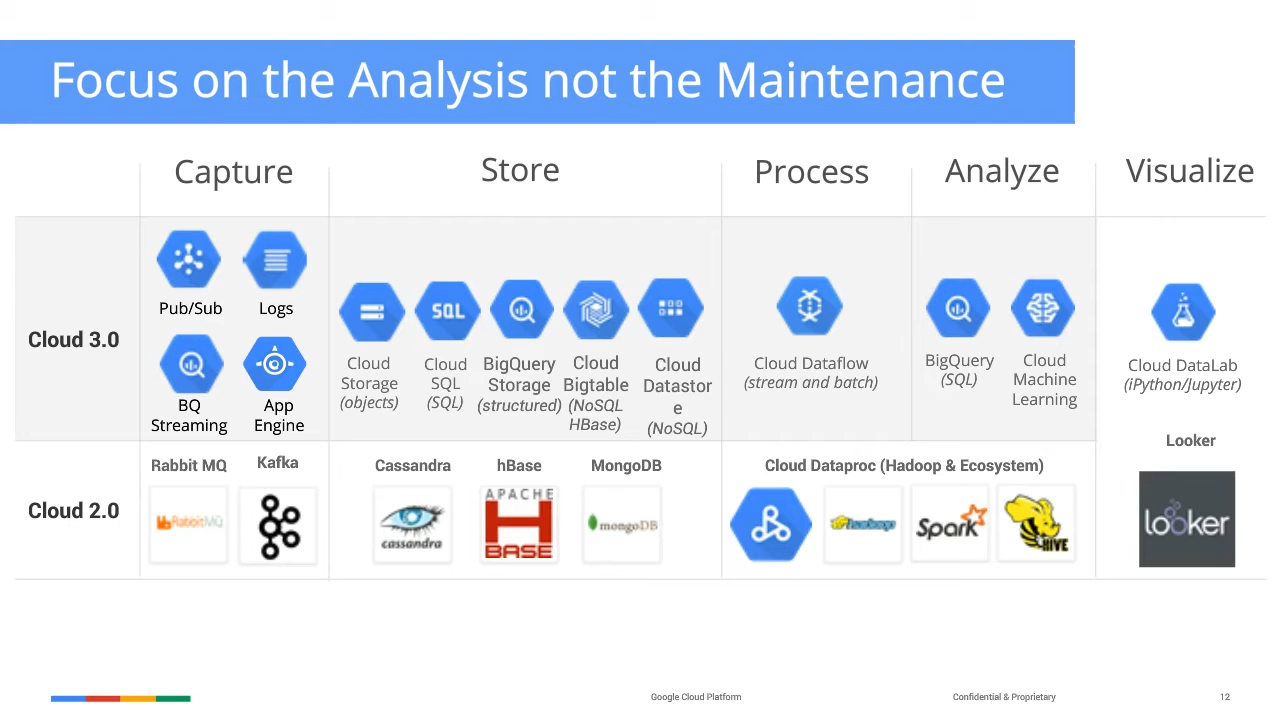 Focus on the Analysis not the Maintenance
Capture
Store
Process
Analyze
Visualize
Cloud 3.0
Pub/Sub
Logs
BQ
Streaming
App
Engine
Cloud
Storage
(objects)
SQL
Cloud
SQL
(SQL)
BigQuery
Storage
(structured)
Cloud
Bigtable
(NoSQL
HBase)
Cloud
Datastor
e
(NoSQL)
Cloud Dataflow
(stream and batch)
BigQuery
(SQL)
Cloud
Machine
Learning
Cloud DataLab
(iPython/Jupyter)
Looker
looker
Cloud 2.0
Rabbit MQ
RabbitMQ
Kafka
Cassandra
cassandra
hBase
APACHE
H
BASE
MongoDB
mongoDB
Cloud Dataproc (Hadoop & Ecosystem)
hadoop
Spark
HIVE
Google Cloud Platform
Confidential & Proprietary
12